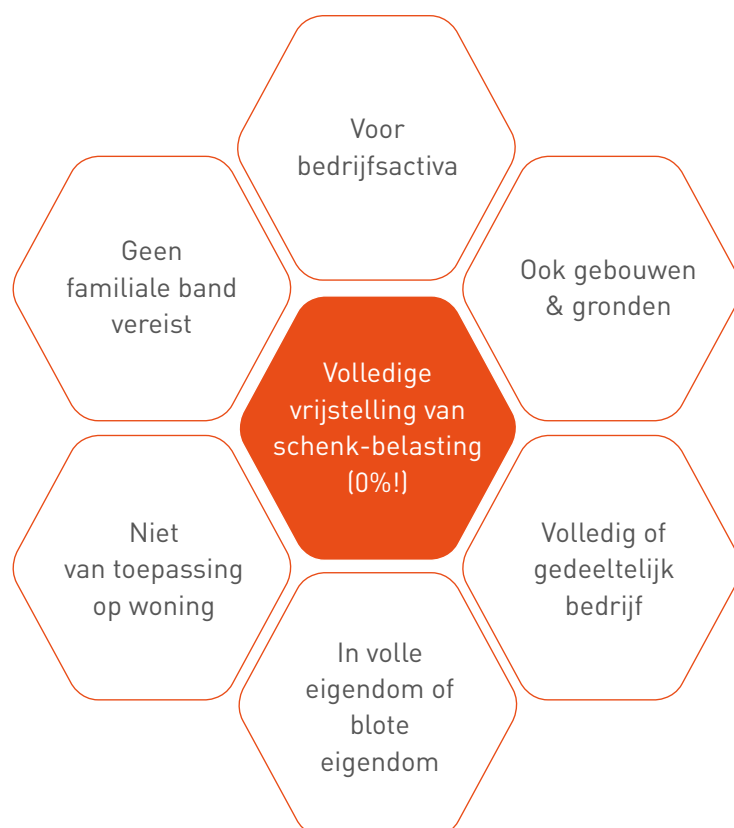 Voor
bedrijfsactiva
Geen
familiale band
vereist
Ook gebouwen
& gronden
Volledige
vrijstelling van
schenk-belasting
(0%!)
Niet
van toepassing
op woning
Volledig of
gedeeltelijk
bedrijf
In volle
eigendom of
blote
eigendom